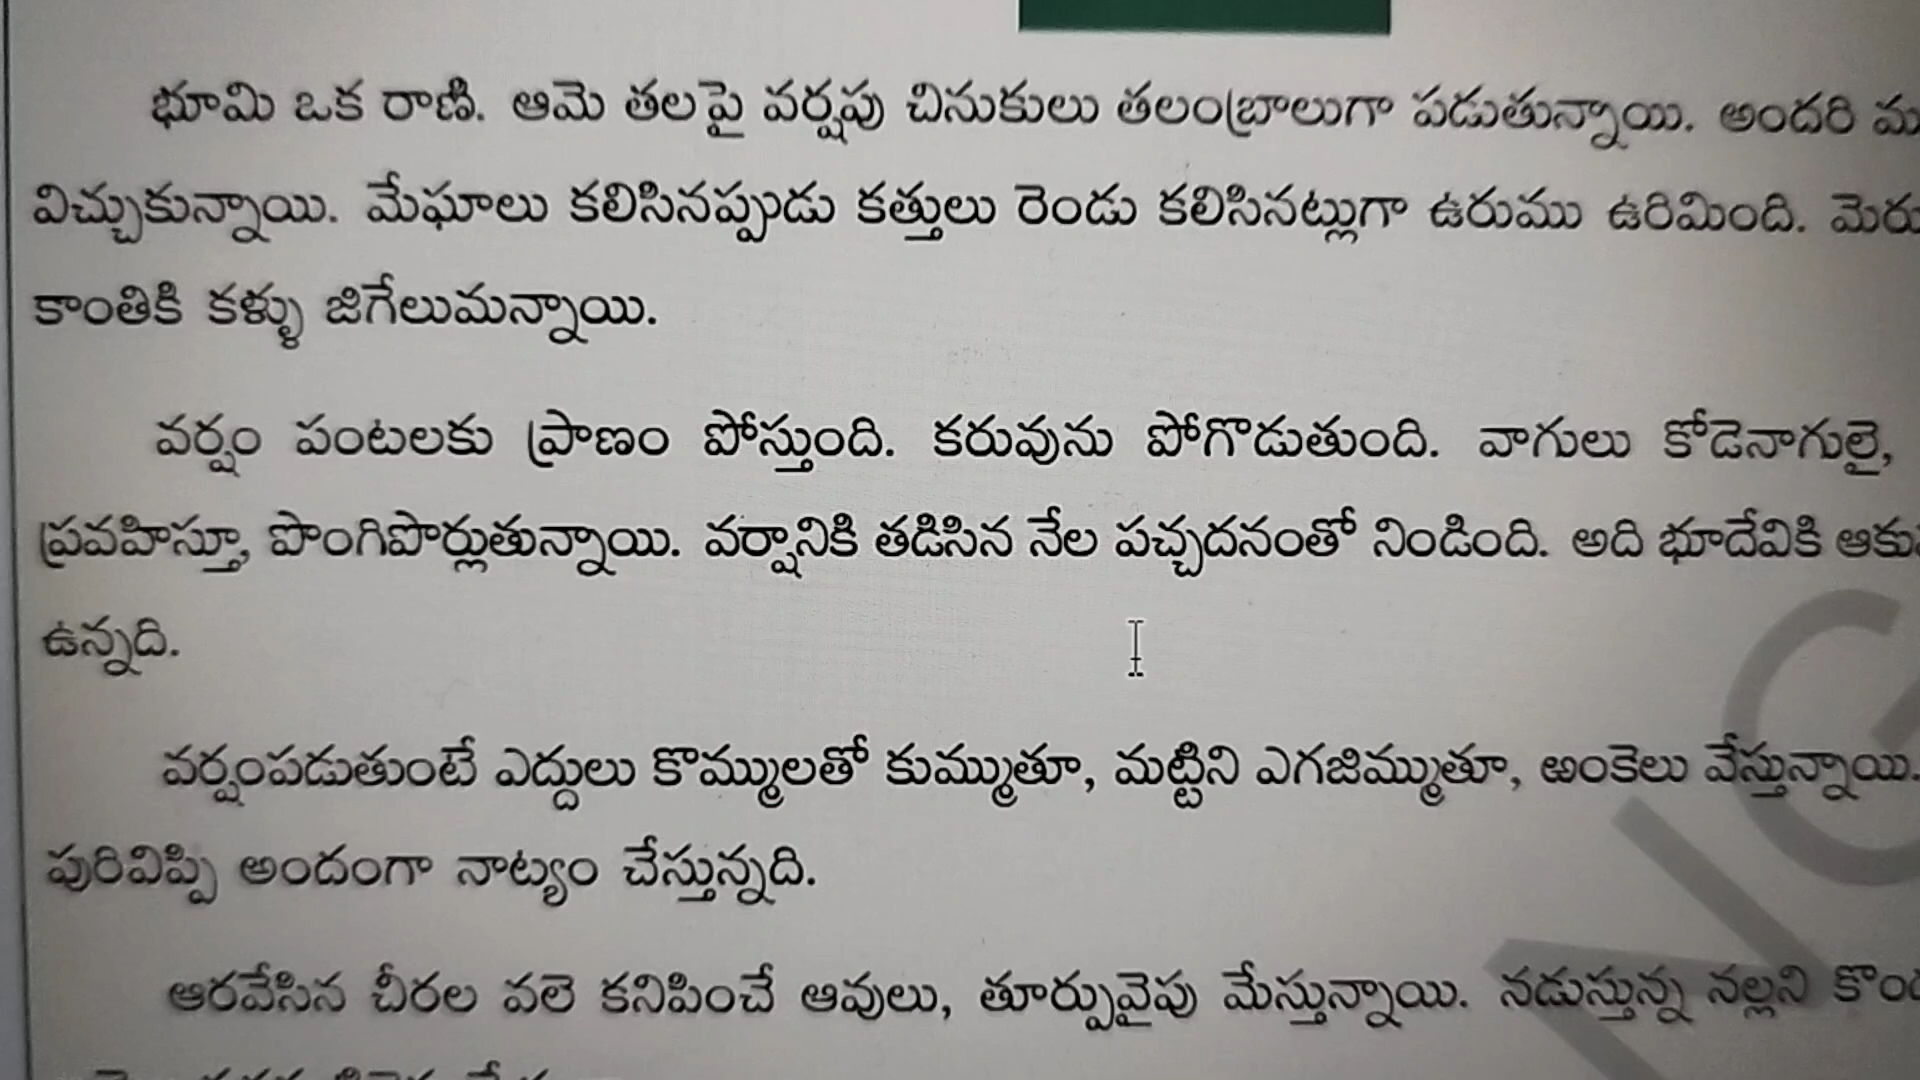 భూమి ఒక రాణి. ఆమె తలపై వర్షపు చినుకులు తలంబ్రాలుగా పడుతున్నాయి. అందరి
విచ్చుకున్నాయి. మేఘాలు కలిసినప్పుడు కత్తులు రెండు కలిసినట్లుగా ఉరుము ఉరిమింది.
కాంతికి కళ్ళు జిగేలుమన్నాయి.
వర్షం పంటలకు ప్రాణం పోస్తుంది. కరువును పోగొడుతుంది. వాగులు కోడెనాగులై,
ప్రవహిస్తూ, పొంగిపొర్లుతున్నాయి. వర్షానికి తడిసిన నేల పచ్చదనంతో నిండింది. అది భూదేవికి
ఉన్నది.
వర్షంపడుతుంటే ఎద్దులు కొమ్ములతో కుమ్ముతూ, మట్టిని ఎగజిమ్ముతూ, అంకెలు వేస్తున్నాయి.
పురివిప్పి అందంగా నాట్యం చేస్తున్నది.
ఆరవేసిన చీరల వలె కనిపించే ఆవులు, తూర్పువైపు మేస్తున్నాయి. నడుస్తున్న నల్లని